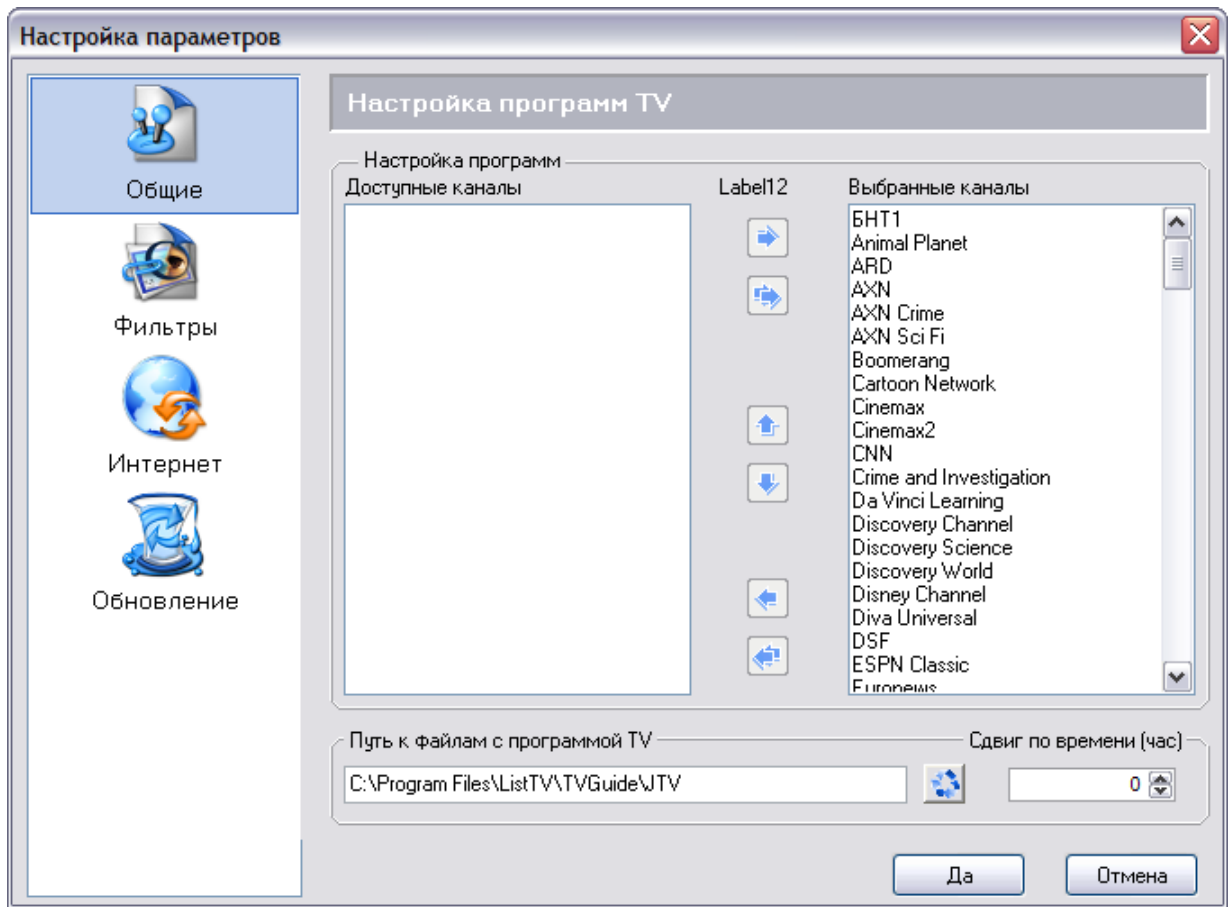 Настройка параметров
Общие
Фильтры
Интернет
Обновление
Настройка программ TV
Настройка программ
Доступные каналы
Label12
Выбранные каналы
БНТ1
Animal Planet
ARD
AXN
AXN Crime
AXN Sci Fi
Boomerang
Cartoon Network
Cinemax
Cinemax2
CNN
Crime and Investigation
Da Vinci Learning
Discovery Channel
Discovery Science
Discovery World
Disney Channel
Diva Universal
DSF
ESPN Classic
Euronews
Путь к файлам с программой TV
Сдвиг по времени (час)
C:\Program Files\ListTV\TVGuide\JTV
0
Да
Отмена